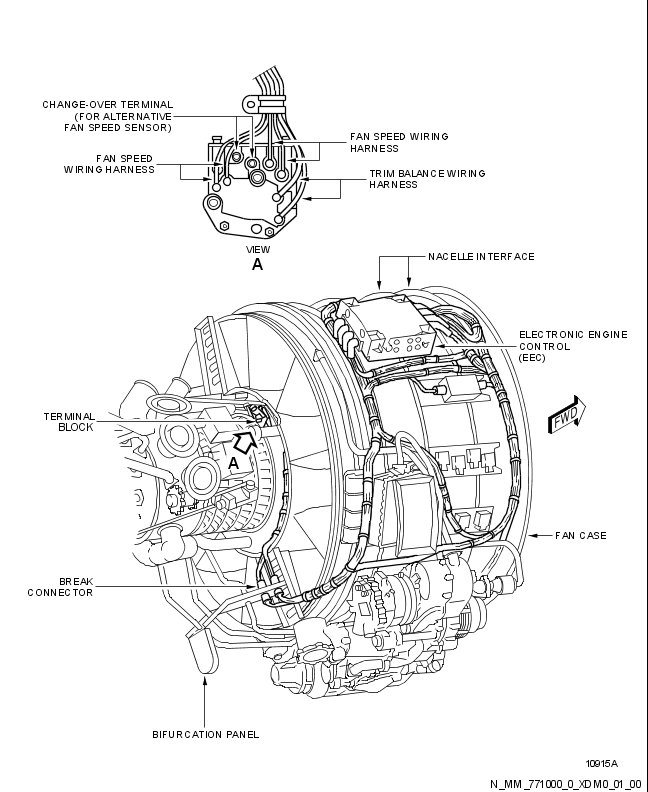 CHANGE-OVER TERMINAL
(FOR ALTERNATIVE
FAN SPEED SENSOR)
FAN SPEED
WIRING HARNESS
FAN SPEED WIRING
HARNESS
TRIM BALANCE WIRING
HARNESS
VIEW
A
NACELLE INTERFACE
ELECTRONIC ENGINE
CONTROL
(EEC)
FWD
TERMINAL
BLOCK
A
FAN CASE
BREAK
CONNECTOR
BIFURCATION PANEL
10915A
N_MM_771000_0_XDM0_01_00